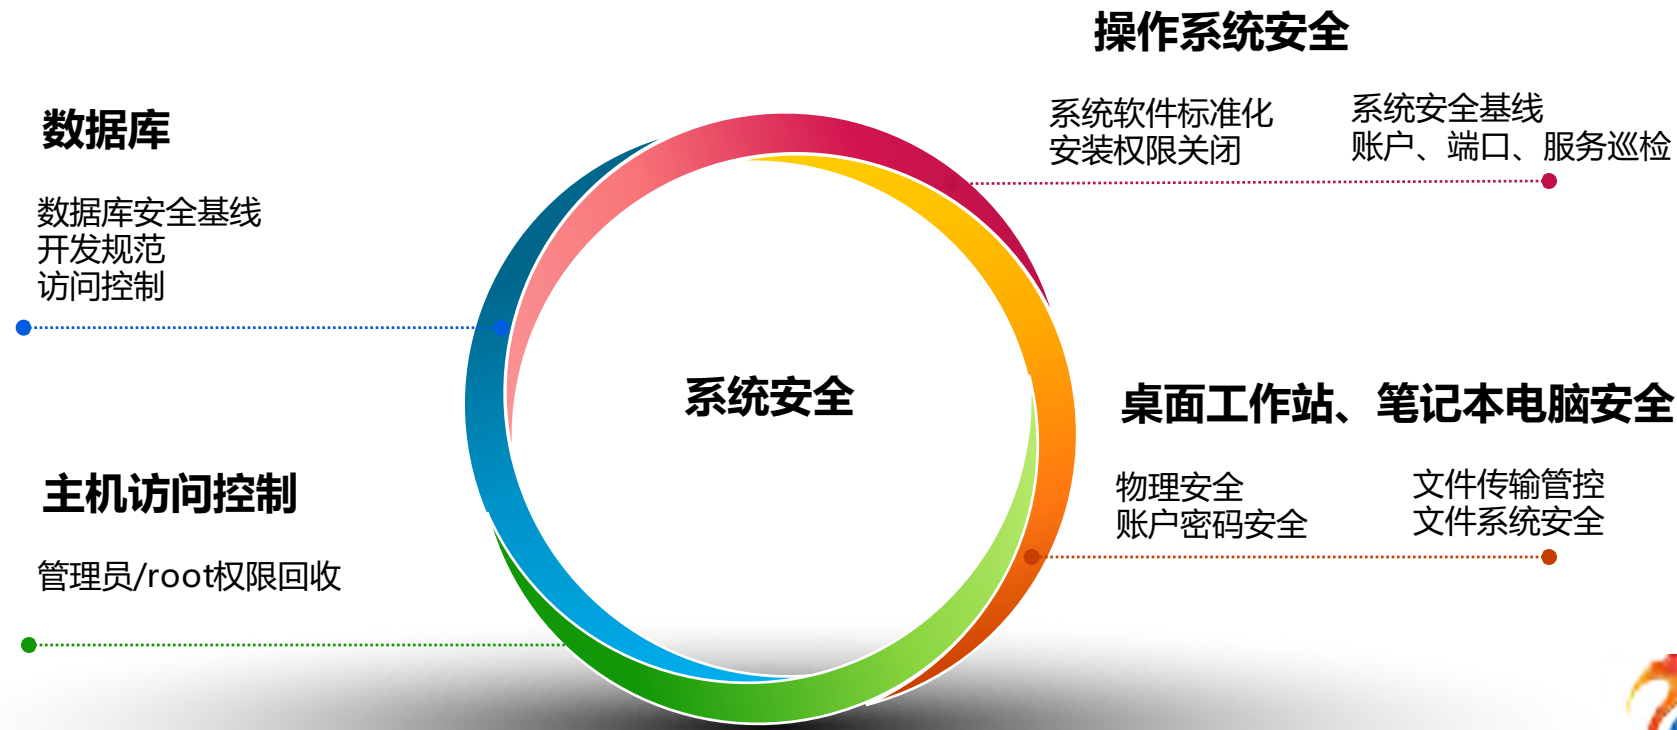 操作系统安全
系统软件标准化
安装权限关闭
系统安全基线
账户、端口、服务巡检
数据库
数据库安全基线
开发规范
访问控制
系统安全
桌面工作站、笔记本电脑安全
物理安全
账户密码安全
文件传输管控
文件系统安全
主机访问控制
管理员/root权限回收